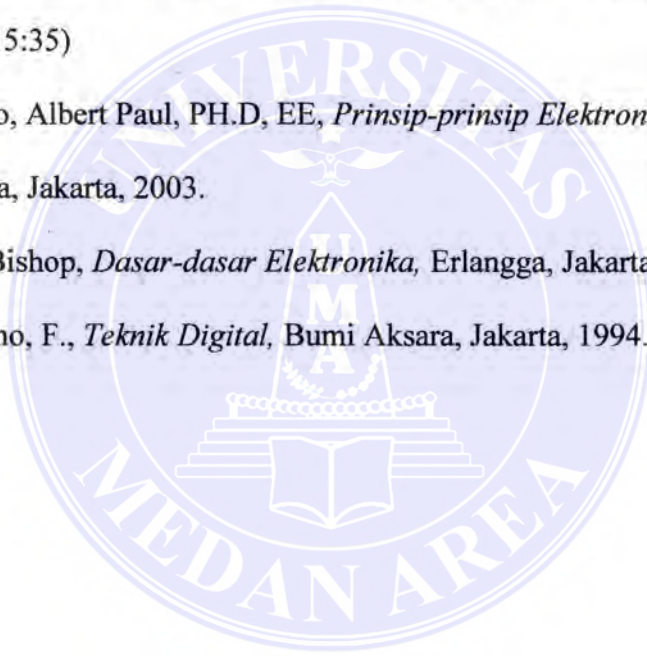 5:35)
o, Albert Paul, PH.D, EE, Prinsip-prinsip Elektron
a, Jakarta, 2003.
Bishop, Dasar-dasar Elektronika, Erlangga, Jakarta
no, F., Teknik Digital, Bumi Aksara, Jakarta, 1994.
UNIVERSITAS
UMA
MEDAN AREA